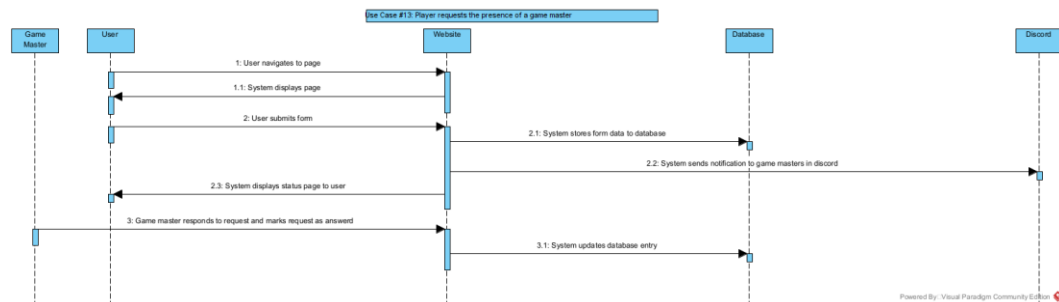 Use Case #13: Player requests the presence of a game master
Game
Master
User
Website
Database
Discord
1: User navigates to page
1.1: System displays page
2: User submits form
2.1: System stores form data to database
2.2: System sends notification to game masters in discord
2.3: System displays status page to user
3: Game master responds to request and marks request as answerd
3.1: System updates database entry
Powered By: Visual Paradigm Community Edition